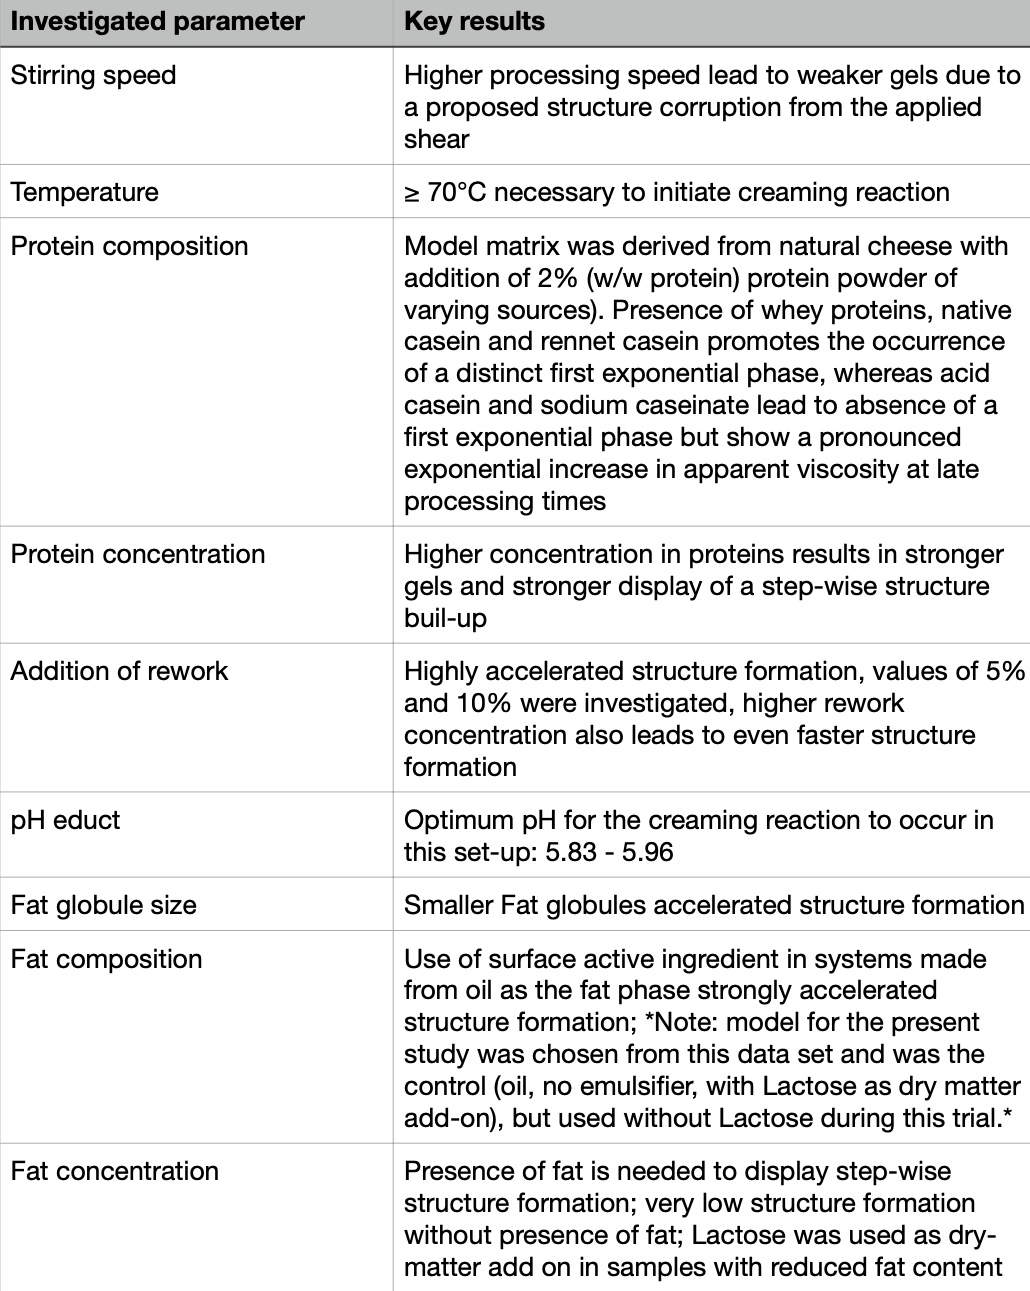 Investigated parameter
Key results
Stirring speed
Higher processing speed lead to weaker gels due to
a proposed structure corruption from the applied
shear
Temperature
≥ 70°C necessary to initiate creaming reaction
Protein composition
Model matrix was derived from natural cheese with
addition of 2% (w/w protein) protein powder of
varying sources). Presence of whey proteins, native
casein and rennet casein promotes the occurrence
of a distinct first exponential phase, whereas acid
casein and sodium caseinate lead to absence of a
first exponential phase but show a pronounced
exponential increase in apparent viscosity at late
processing times
Protein concentration
Higher concentration in proteins results in stronger
gels and stronger display of a step-wise structure
buil-up
Addition of rework
Highly accelerated structure formation, values of 5%
and 10% were investigated, higher rework
concentration also leads to even faster structure
formation
pH educt
Optimum pH for the creaming reaction to occur in
this set-up: 5.83 - 5.96
Fat globule size
Smaller Fat globules accelerated structure formation
Fat composition
Use of surface active ingredient in systems made
from oil as the fat phase strongly accelerated
structure formation; *Note: model for the present
study was chosen from this data set and was the
control (oil, no emulsifier, with Lactose as dry matter
add-on), but used without Lactose during this trial.*
Fat concentration
Presence of fat is needed to display step-wise
structure formation; very low structure formation
without presence of fat; Lactose was used as dry-
matter add on in samples with reduced fat content